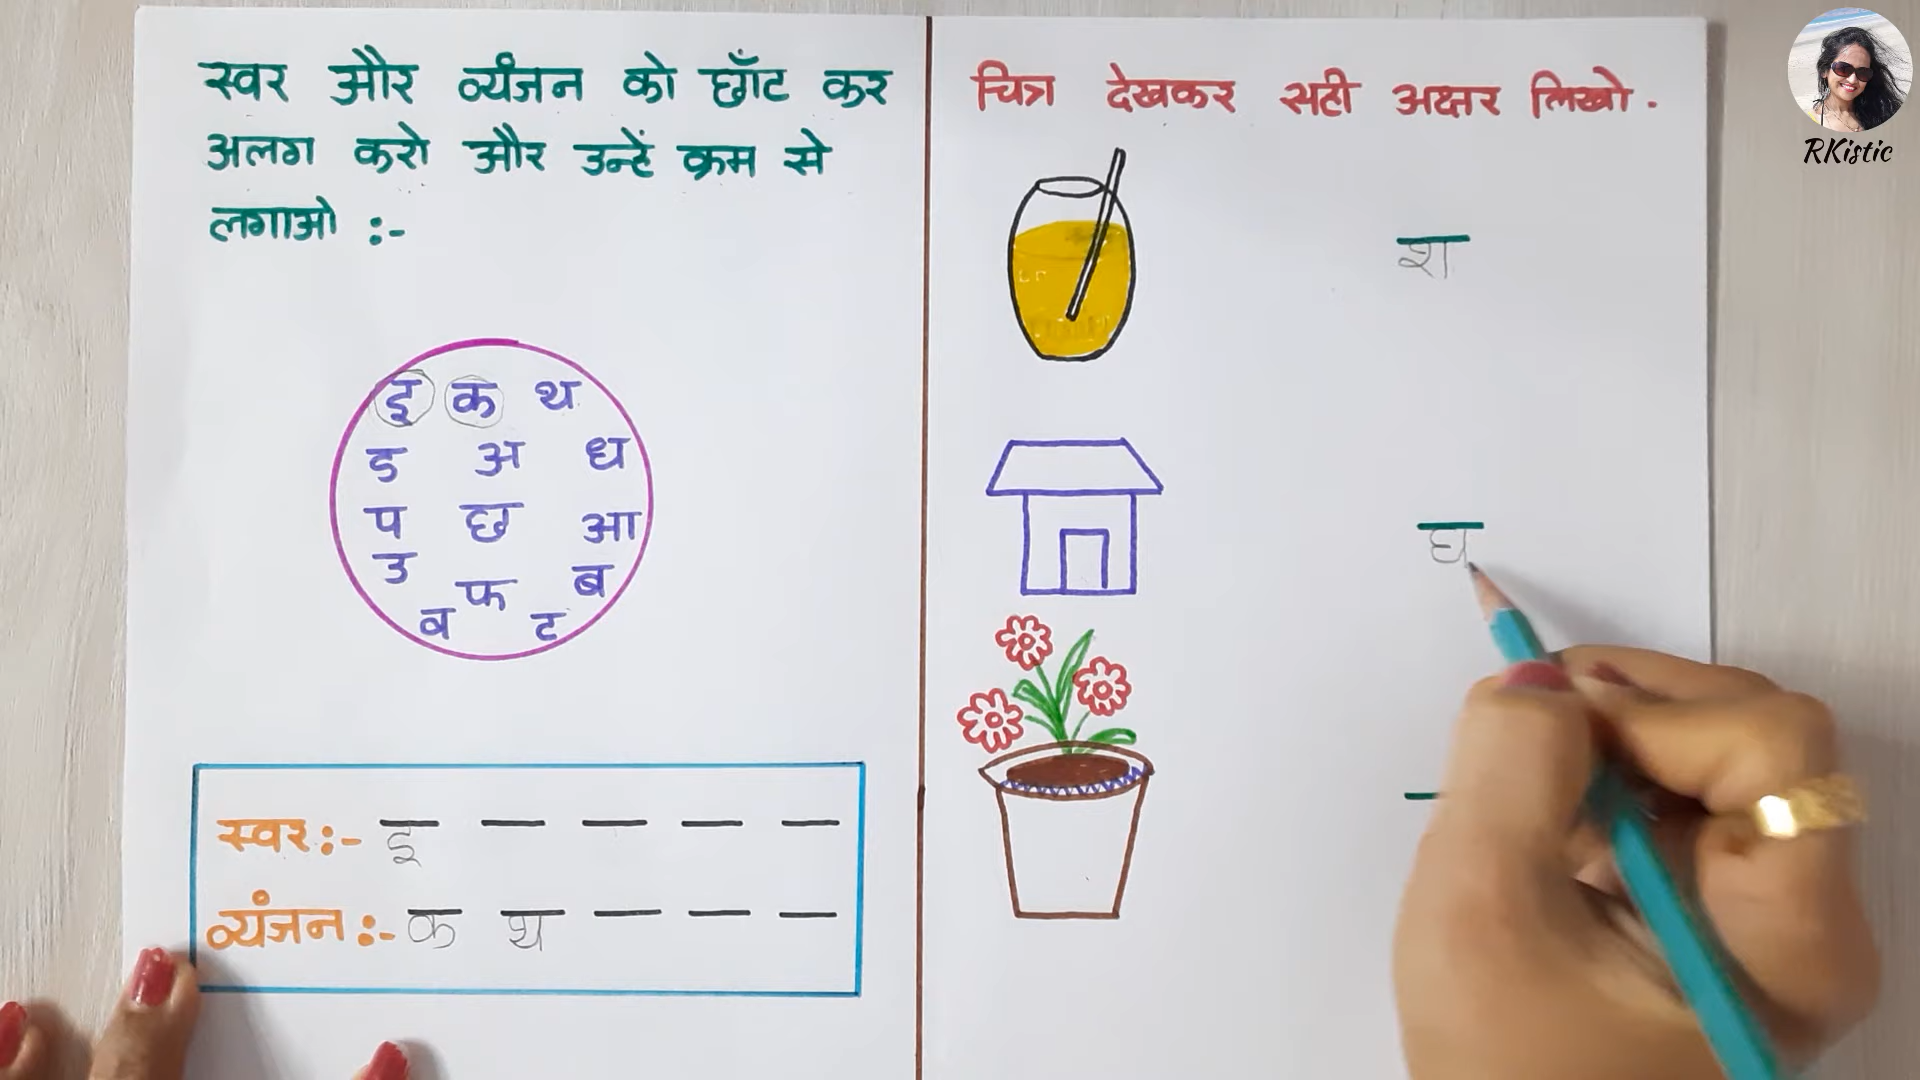 स्वर और व्यंजन को छाँट कर
अलग करो और उन्हें क्रम से
लगाओ :-
इ क थ
ड अ ध
प छ आ
उ फ ब
व ट
स्वर :- इ
व्यंजन :- क थ
चित्र देखकर सही अक्षर लिखो .
श
घ
RKistic